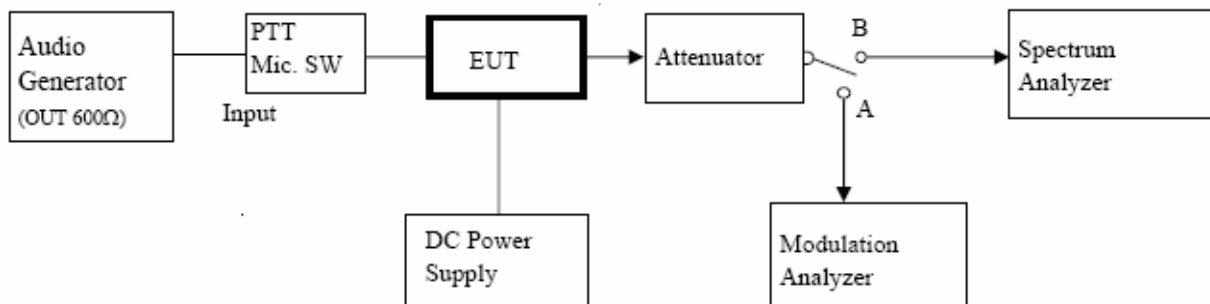 Audio
Generator
(OUT 600Ω)
PTT
Mic. SW
Input
EUT
DC Power
Supply
Attenuator
B
A
Spectrum
Analyzer
Modulation
Analyzer